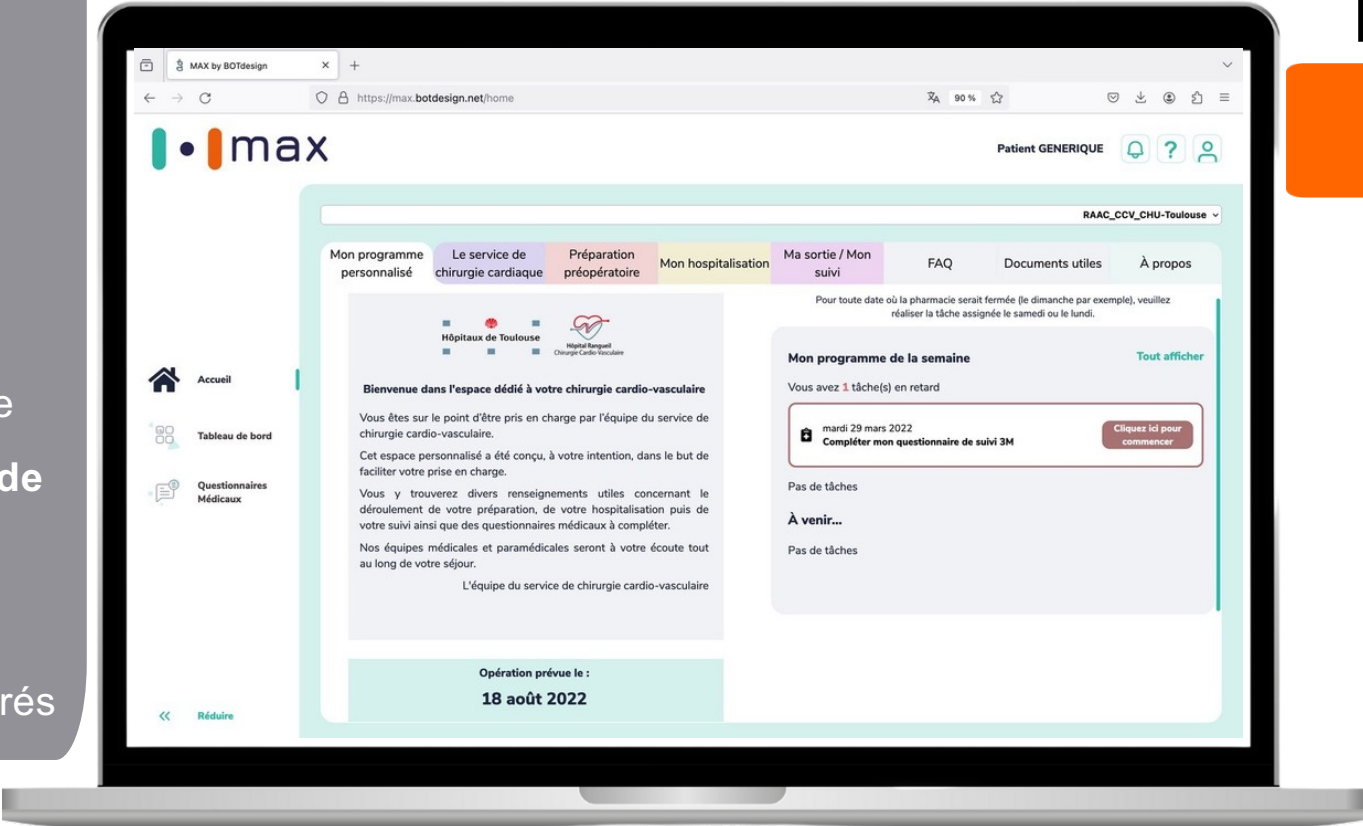 MAX by BOTdesign
https://max.botdesign.net/home
90 %
max
Patient GENERIQUE
?
RAAC_CCV_CHU-Toulouse
Mon programme
personnalisé
Le service de
chirurgie cardiaque
Préparation
préopératoire
Mon hospitalisation
Ma sortie / Mon
suivi
FAQ
Documents utiles
À propos
Hôpitaux de Toulouse
Hôpital Rangueil
Chirurgie Cardio-Vasculaire
Bienvenue dans l'espace dédié à votre chirurgie cardio-vasculaire
Vous êtes sur le point d'être pris en charge par l'équipe du service de
chirurgie cardio-vasculaire.
Cet espace personnalisé a été conçu, à votre intention, dans le but de
faciliter votre prise en charge.
Vous y trouverez divers renseignements utiles concernant le
déroulement de votre préparation, de votre hospitalisation puis de
votre suivi ainsi que des questionnaires médicaux à compléter.
Nos équipes médicales et paramédicales seront à votre écoute tout
au long de votre séjour.
L'équipe du service de chirurgie cardio-vasculaire
Opération prévue le :
18 août 2022
Pour toute date où la pharmacie serait fermée (le dimanche par exemple), veuillez
réaliser la tâche assignée le samedi ou le lundi.
Mon programme de la semaine
Tout afficher
Vous avez 1 tâche(s) en retard
mardi 29 mars 2022
Compléter mon questionnaire de suivi 3M
Cliquez ici pour
commencer
Pas de tâches
À venir...
Pas de tâches
Accueil
Tableau de bord
Questionnaires
Médicaux
Réduire
e
de
rés